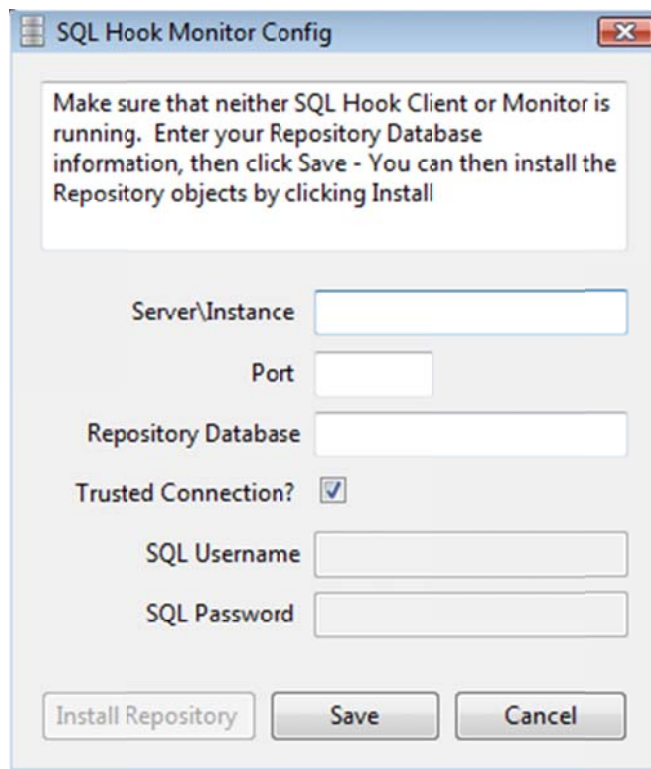 SQL Hook Monitor Config
Make sure that neither SQL Hook Client or Monitor is
running. Enter your Repository Database
information, then click Save - You can then install the
Repository objects by clicking Install
Server\Instance
Port
Repository Database
Trusted Connection?
SQL Username
SQL Password
Install Repository Save Cancel